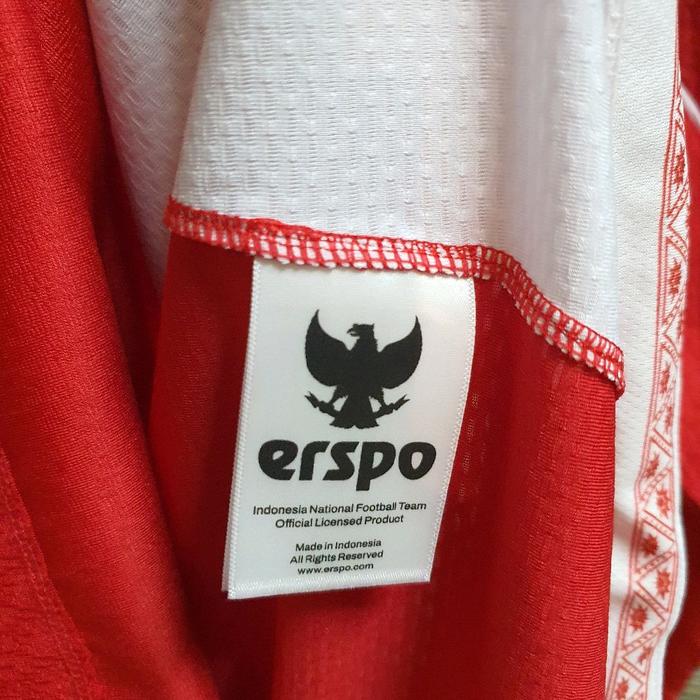 erspo
Indonesia National Football Team
Official Licensed Product
Made in Indonesia
All Rights Reserved
www.erspo.com